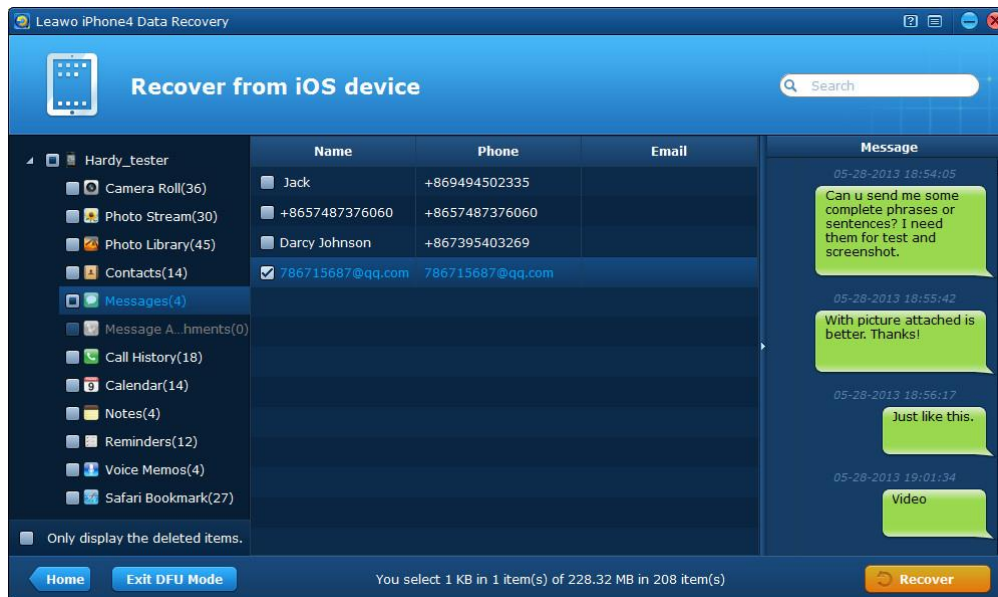 Leawo iPhone4 Data Recovery
Recover from iOS device
Search
Hardy_tester
Camera Roll(36)
Photo Stream(30)
Photo Library(45)
Contacts(14)
Messages(4)
Message A...hments(0)
Call History(18)
9
Calendar(14)
Notes(4)
Reminders(12)
Voice Memos(4)
Safari Bookmark(27)
Only display the deleted items.
Name Phone Email
Jack +869494502335
+8657487376060 +8657487376060
Darcy Johnson +867395403269
786715687@qq.com 786715687@qq.com
Message
05-28-2013 18:54:05
Can u send me some
complete phrases or
sentences? I need
them for test and
screenshot.
05-28-2013 18:55:42
With picture attached is
better. Thanks!
05-28-2013 18:56:17
Just like this.
05-28-2013 19:01:34
Video
Home
Exit DFU Mode
You select 1 KB in 1 item(s) of 228.32 MB in 208 item(s)
Recover